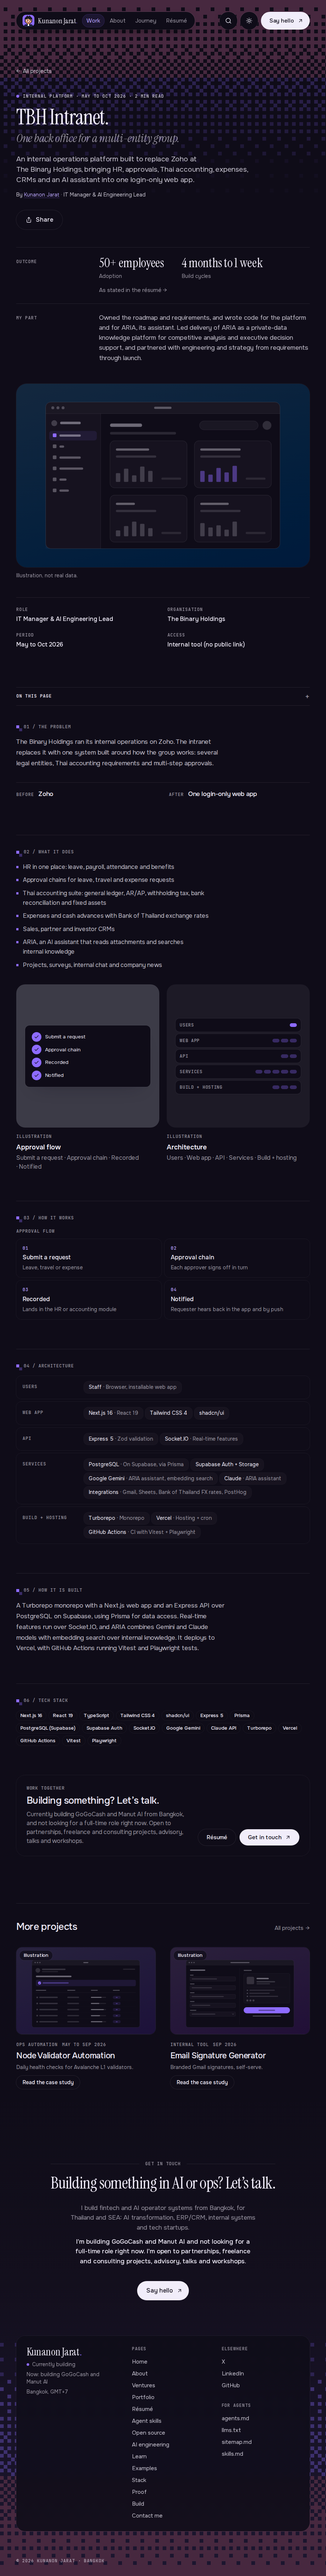 Kunanon Jarat
Work
About
Journey
Résumé
Say hello ↗
← All projects
INTERNAL PLATFORM · MAY TO OCT 2026 · 2 MIN READ
TBH Intranet.
One back office for a multi-entity group.
An internal operations platform built to replace Zoho at
The Binary Holdings, bringing HR, approvals, Thai accounting, expenses,
CRMs and an AI assistant into one login-only web app.
By Kunanon Jarat · IT Manager & AI Engineering Lead
Share
OUTCOME
50+ employees
Adoption
4 months to 1 week
Build cycles
As stated in the résumé →
MY PART
Owned the roadmap and requirements, and wrote code for the platform
and for ARIA, its assistant. Led delivery of ARIA as a private-data
knowledge platform for competitive analysis and executive decision
support, and partnered with engineering and strategy from requirements
through launch.
Illustration, not real data.
ROLE
IT Manager & AI Engineering Lead
ORGANISATION
The Binary Holdings
PERIOD
May to Oct 2026
ACCESS
Internal tool (no public link)
ON THIS PAGE
+
01 / THE PROBLEM
The Binary Holdings ran its internal operations on Zoho. The Intranet
replaces it with one system built around how the group works: several
legal entities, Thai accounting requirements and multi-step approvals.
BEFORE Zoho
AFTER One login-only web app
02 / WHAT IT DOES
HR in one place: leave, payroll, attendance and benefits
Approval chains for leave, travel and expense requests
Thai accounting suite: general ledger, AR/AP, withholding tax, bank
reconciliation and fixed assets
Expenses and cash advances with Bank of Thailand exchange rates
Sales, partner and investor CRMs
ARIA, an AI assistant that reads attachments and searches
internal knowledge
Projects, surveys, internal chat and company news
Submit a request
Approval chain
Recorded
Notified
USERS
WEB APP
API
SERVICES
BUILD + HOSTING
ILLUSTRATION
Approval flow
Submit a request · Approval chain · Recorded
· Notified
ILLUSTRATION
Architecture
Users · Web app · API · Services · Build + hosting
03 / HOW IT WORKS
APPROVAL FLOW
01
Submit a request
Leave, travel or expense
02
Approval chain
Each approver signs off in turn
03
Recorded
Lands in the HR or accounting module
04
Notified
Requester hears back in the app and by push
04 / ARCHITECTURE
USERS
Staff · Browser, installable web app
WEB APP
Next.js 16 · React 19
Tailwind CSS 4
shadcn/ui
API
Express 5 · Zod validation
Socket.IO · Real-time features
SERVICES
PostgreSQL · On Supabase, via Prisma
Supabase Auth + Storage
Google Gemini · ARIA assistant, embedding search
Claude · ARIA assistant
Integrations · Gmail, Sheets, Bank of Thailand FX rates, PostHog
BUILD + HOSTING
Turborepo · Monorepo
Vercel · Hosting + cron
GitHub Actions · CI with Vitest + Playwright
05 / HOW IT IS BUILT
A Turborepo monorepo with a Next.js web app and an Express API over
PostgreSQL on Supabase, using Prisma for data access. Real-time
features run over Socket.IO, and ARIA combines Gemini and Claude
models with embedding search over internal knowledge. It deploys to
Vercel, with GitHub Actions running Vitest and Playwright tests.
06 / TECH STACK
Next.js 16
React 19
TypeScript
Tailwind CSS 4
shadcn/ui
Express 5
Prisma
PostgreSQL (Supabase)
Supabase Auth
Socket.IO
Google Gemini
Claude API
Turborepo
Vercel
GitHub Actions
Vitest
Playwright
WORK TOGETHER
Building something? Let's talk.
Currently building GoGoCash and Manut AI from Bangkok,
and not looking for a full-time role right now. Open to
partnerships, freelance and consulting projects, advisory,
talks and workshops.
Résumé
Get in touch ↗
More projects
All projects →
Illustration
Illustration
OPS AUTOMATION MAY TO SEP 2026
Node Validator Automation
Daily health checks for Avalanche L1 validators.
Read the case study
INTERNAL TOOL SEP 2026
Email Signature Generator
Branded Gmail signatures, self-serve.
Read the case study
GET IN TOUCH
Building something in AI or ops? Let's talk.
I build fintech and AI operator systems from Bangkok, for
Thailand and SEA: AI transformation, ERP/CRM, internal systems
and tech startups.
I'm building GoGoCash and Manut AI and not looking for a
full-time role right now. I'm open to partnerships, freelance
and consulting projects, advisory, talks and workshops.
Say hello ↗
Kunanon Jarat.
Currently building
Now: building GoGoCash and
Manut AI
Bangkok, GMT+7
PAGES
Home
About
Ventures
Portfolio
Résumé
Agent skills
Open source
AI engineering
Learn
Examples
Stack
Proof
Build
Contact me
ELSEWHERE
X
LinkedIn
GitHub
FOR AGENTS
agents.md
llms.txt
sitemap.md
skills.md
© 2026 KUNANON JARAT · BANGKOK